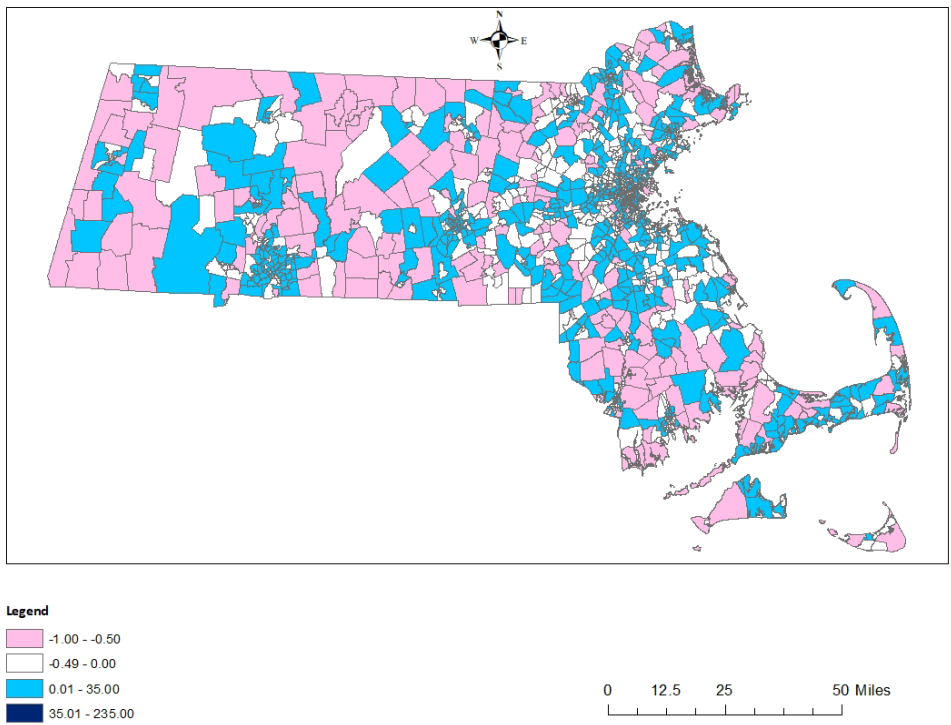 N
W E
S
Legend
-1.00 - -0.50
-0.49 - 0.00
0.01 - 35.00
35.01 - 235.00
0 12.5 25 50 Miles